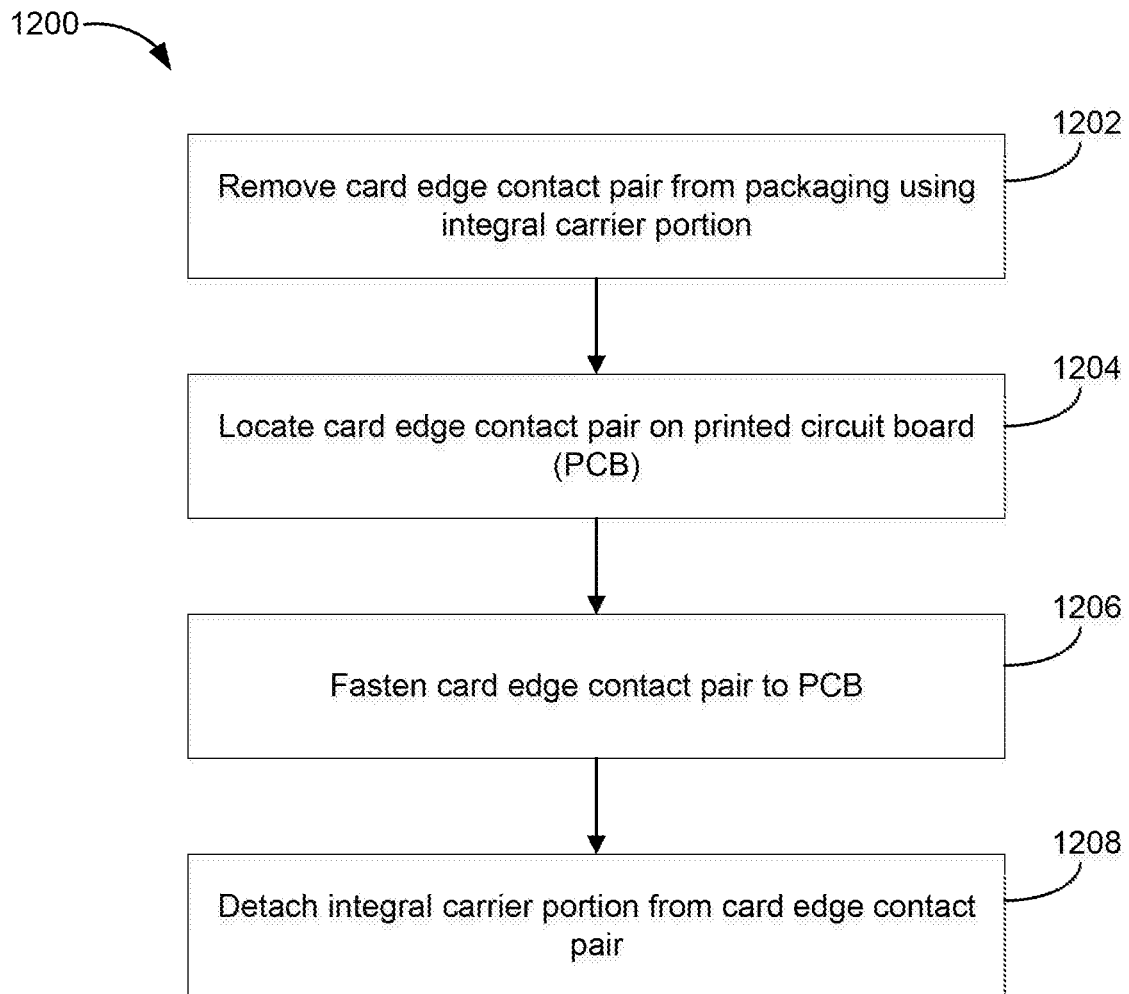 1200
1202
Remove card edge contact pair from packaging using
integral carrier portion
1204
Locate card edge contact pair on printed circuit board
(PCB)
1206
Fasten card edge contact pair to PCB
1208
Detach integral carrier portion from card edge contact
pair